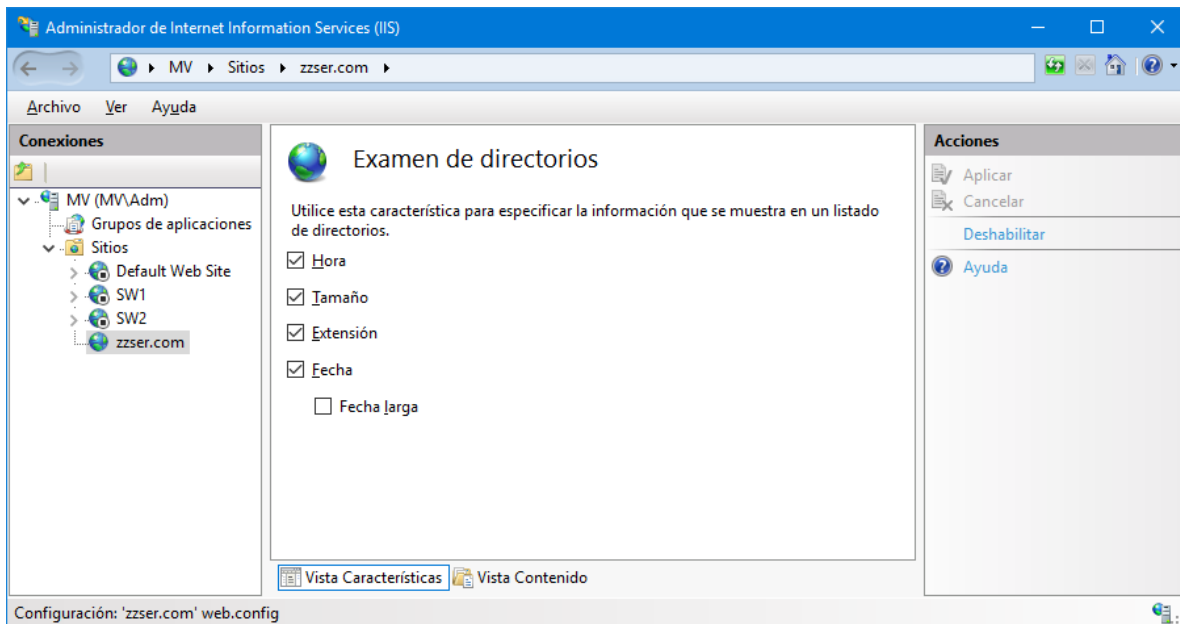 Administrador de Internet Information Services (IIS)
MV Sitios zzser.com
Archivo Ver Ayuda
Conexiones
MV (MV\Adm)
Grupos de aplicaciones
Sitios
Default Web Site
SW1
SW2
zzser.com
Examen de directorios
Utilice esta característica para especificar la información que se muestra en un listado
de directorios.
Hora
Tamaño
Extensión
Fecha
Fecha larga
Vista Características Vista Contenido
Acciones
Aplicar
Cancelar
Deshabilitar
Ayuda
Configuración: 'zzser.com' web.config